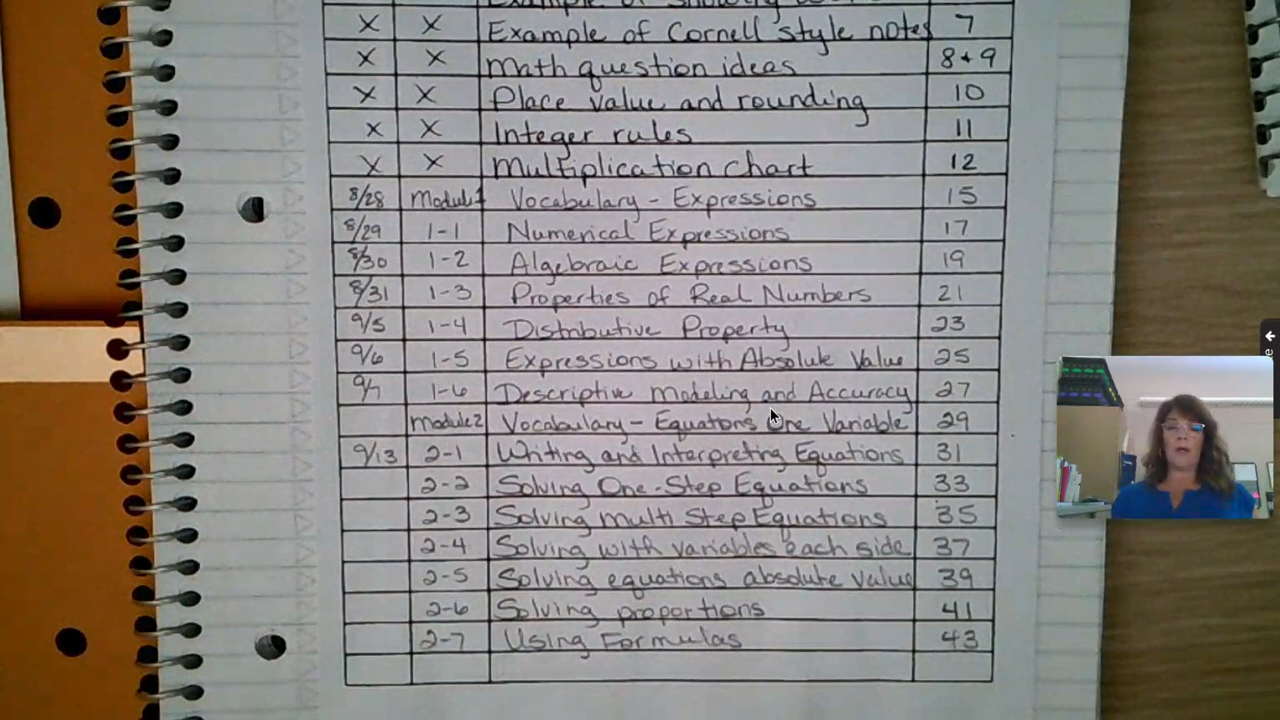 Example of showing
X X Example of Cornell style notes 7
X X Math question ideas 8+9
X X Place value and rounding 10
X X Integer rules 11
X X Multiplication chart 12
8/28 Module 1 Vocabulary - Expressions 15
8/29 1-1 Numerical Expressions 17
8/30 1-2 Algebraic Expressions 19
8/31 1-3 Properties of Real Numbers 21
9/5 1-4 Distributive Property 23
9/6 1-5 Expressions with Absolute Value 25
9/7 1-6 Descriptive Modeling and Accuracy 27
Module 2 Vocabulary - Equations One Variable 29
9/13 2-1 Writing and Interpreting Equations 31
2-2 Solving One-Step Equations 33
2-3 Solving multi Step Equations 35
2-4 Solving with variables each side 37
2-5 Solving equations absolute value 39
2-6 Solving proportions 41
2-7 Using Formulas 43